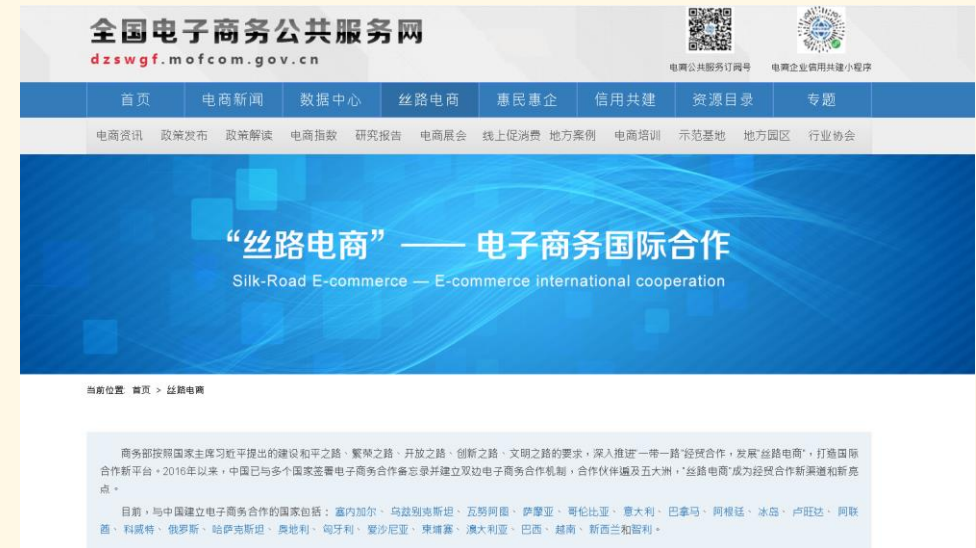 全国电子商务公共服务网
dzswgf.mofcom.gov.cn
电商公共服务订阅号 电商企业信用共建小程序
首页 电商新闻 数据中心 丝路电商 惠民惠企 信用共建 资源目录 专题
电商资讯 政策发布 政策解读 电商指数 研究报告 电商展会 线上促消费 地方案例 电商培训 示范基地 地方园区 行业协会
“丝路电商” —— 电子商务国际合作
Silk-Road E-commerce — E-commerce international cooperation
当前位置: 首页 > 丝路电商
商务部按照国家主席习近平提出的建设和平之路、繁荣之路、开放之路、创新之路、文明之路的要求，深入推进“一带一路”经贸合作，发展“丝路电商”，打造国际
合作新平台。2016年以来，中国已与多个国家签署电子商务合作备忘录并建立双边电子商务合作机制，合作伙伴遍及五大洲，“丝路电商”成为经贸合作新渠道和新亮
点。
目前，与中国建立电子商务合作的国家包括：塞内加尔、乌兹别克斯坦、瓦努阿图、萨摩亚、哥伦比亚、意大利、巴拿马、阿根廷、冰岛、卢旺达、阿联
酋、科威特、俄罗斯、哈萨克斯坦、奥地利、匈牙利、爱沙尼亚、柬埔寨、澳大利亚、巴西、越南、新西兰和智利。